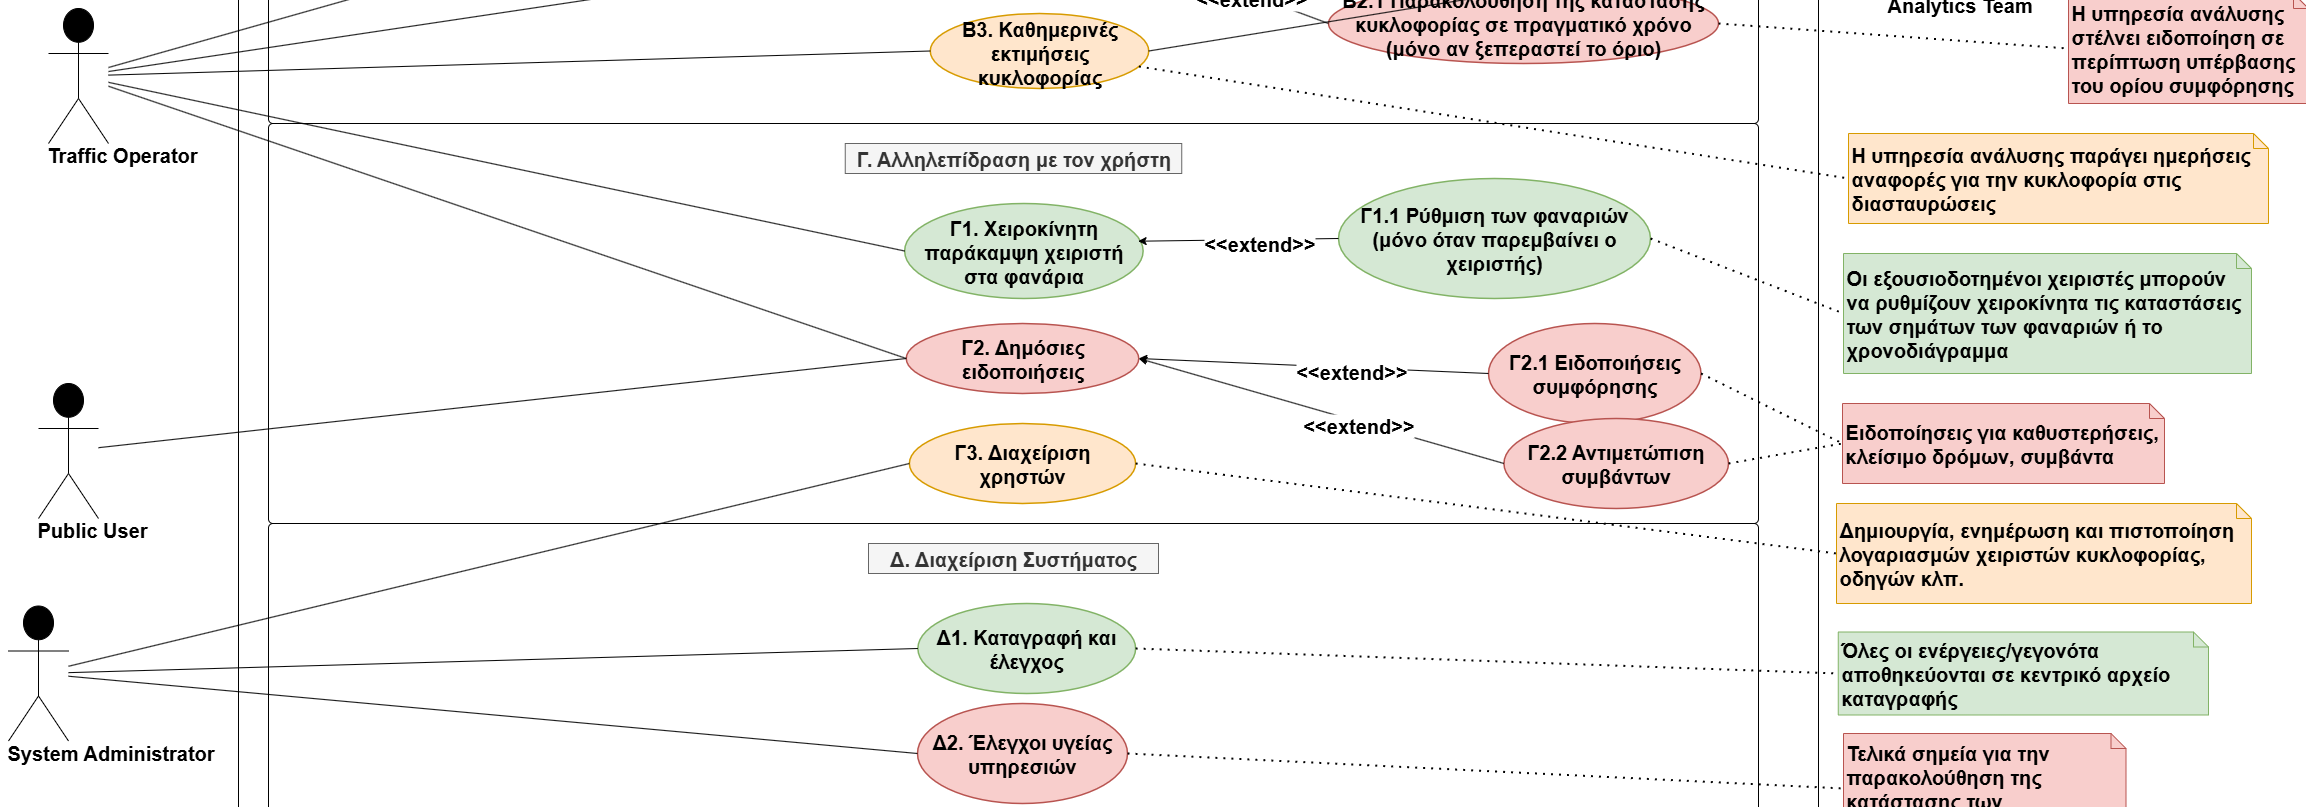 <<extend>>
Β2.1 Παρακολούθηση της κατάστασης
κυκλοφορίας σε πραγματικό χρόνο
(μόνο αν ξεπεραστεί το όριο)
Analytics Team
Η υπηρεσία ανάλυσης
στέλνει ειδοποίηση σε
περίπτωση υπέρβασης
του ορίου συμφόρησης
Β3. Καθημερινές
εκτιμήσεις
κυκλοφορίας
Traffic Operator
Γ. Αλληλεπίδραση με τον χρήστη
Η υπηρεσία ανάλυσης παράγει ημερήσεις
αναφορές για την κυκλοφορία στις
διασταυρώσεις
Γ1. Χειροκίνητη
παράκαμψη χειριστή
στα φανάρια
<<extend>>
Γ1.1 Ρύθμιση των φαναριών
(μόνο όταν παρεμβαίνει ο
χειριστής)
Οι εξουσιοδοτημένοι χειριστές μπορούν
να ρυθμίζουν χειροκίνητα τις καταστάσεις
των σημάτων των φαναριών ή το
χρονοδιάγραμμα
Γ2. Δημόσιες
ειδοποιήσεις
<<extend>>
Γ2.1 Ειδοποιήσεις
συμφόρησης
<<extend>>
Γ2.2 Αντιμετώπιση
συμβάντων
Ειδοποίησεις για καθυστερήσεις,
κλείσιμο δρόμων, συμβάντα
Public User
Γ3. Διαχείριση
χρηστών
Δημιουργία, ενημέρωση και πιστοποίηση
λογαριασμών χειριστών κυκλοφορίας,
οδηγών κλπ.
Δ. Διαχείριση Συστήματος
Δ1. Καταγραφή και
έλεγχος
Όλες οι ενέργειες/γεγονότα
αποθηκεύονται σε κεντρικό αρχείο
καταγραφής
System Administrator
Δ2. Έλεγχοι υγείας
υπηρεσιών
Τελικά σημεία για την
παρακολούθηση της
κατάστασης των